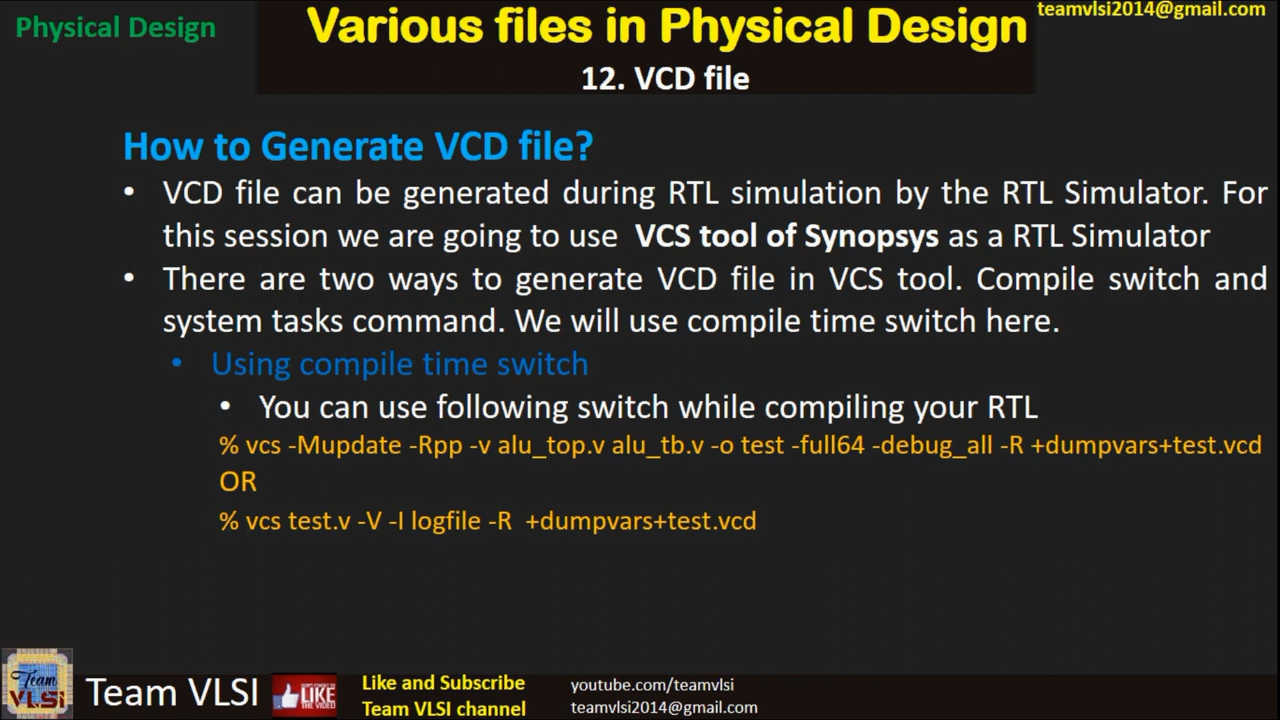 Physical Design
Various files in Physical Design
teamvlsi2014@gmail.com
12. VCD file
How to Generate VCD file?
• VCD file can be generated during RTL simulation by the RTL Simulator. For
this session we are going to use VCS tool of Synopsys as a RTL Simulator
• There are two ways to generate VCD file in VCS tool. Compile switch and
system tasks command. We will use compile time switch here.
• Using compile time switch
• You can use following switch while compiling your RTL
% vcs -Mupdate -Rpp -v alu_top.v alu_tb.v -o test -full64 -debug_all -R +dumpvars+test.vcd
OR
% vcs test.v -V -l logfile -R +dumpvars+test.vcd
Team VLSI
Team VLSI
LIKE
THE VIDEO
Like and Subscribe
Team VLSI channel
youtube.com/teamvlsi
teamvlsi2014@gmail.com